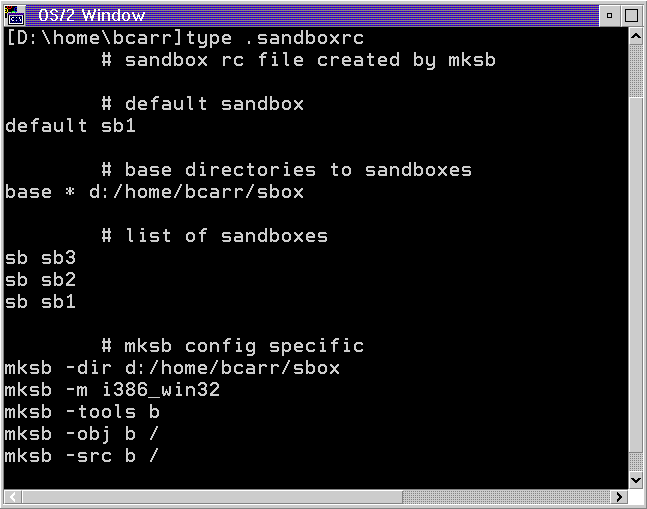 OS/2 Window
[D:\home\bcarr]type .sandboxrc
# sandbox rc file created by mksb
# default sandbox
default sb1
# base directories to sandboxes
base * d:/home/bcarr/sbox
# list of sandboxes
sb sb3
sb sb2
sb sb1
# mksb config specific
mksb -dir d:/home/bcarr/sbox
mksb -m i386_win32
mksb -tools b
mksb -obj b /
mksb -src b /